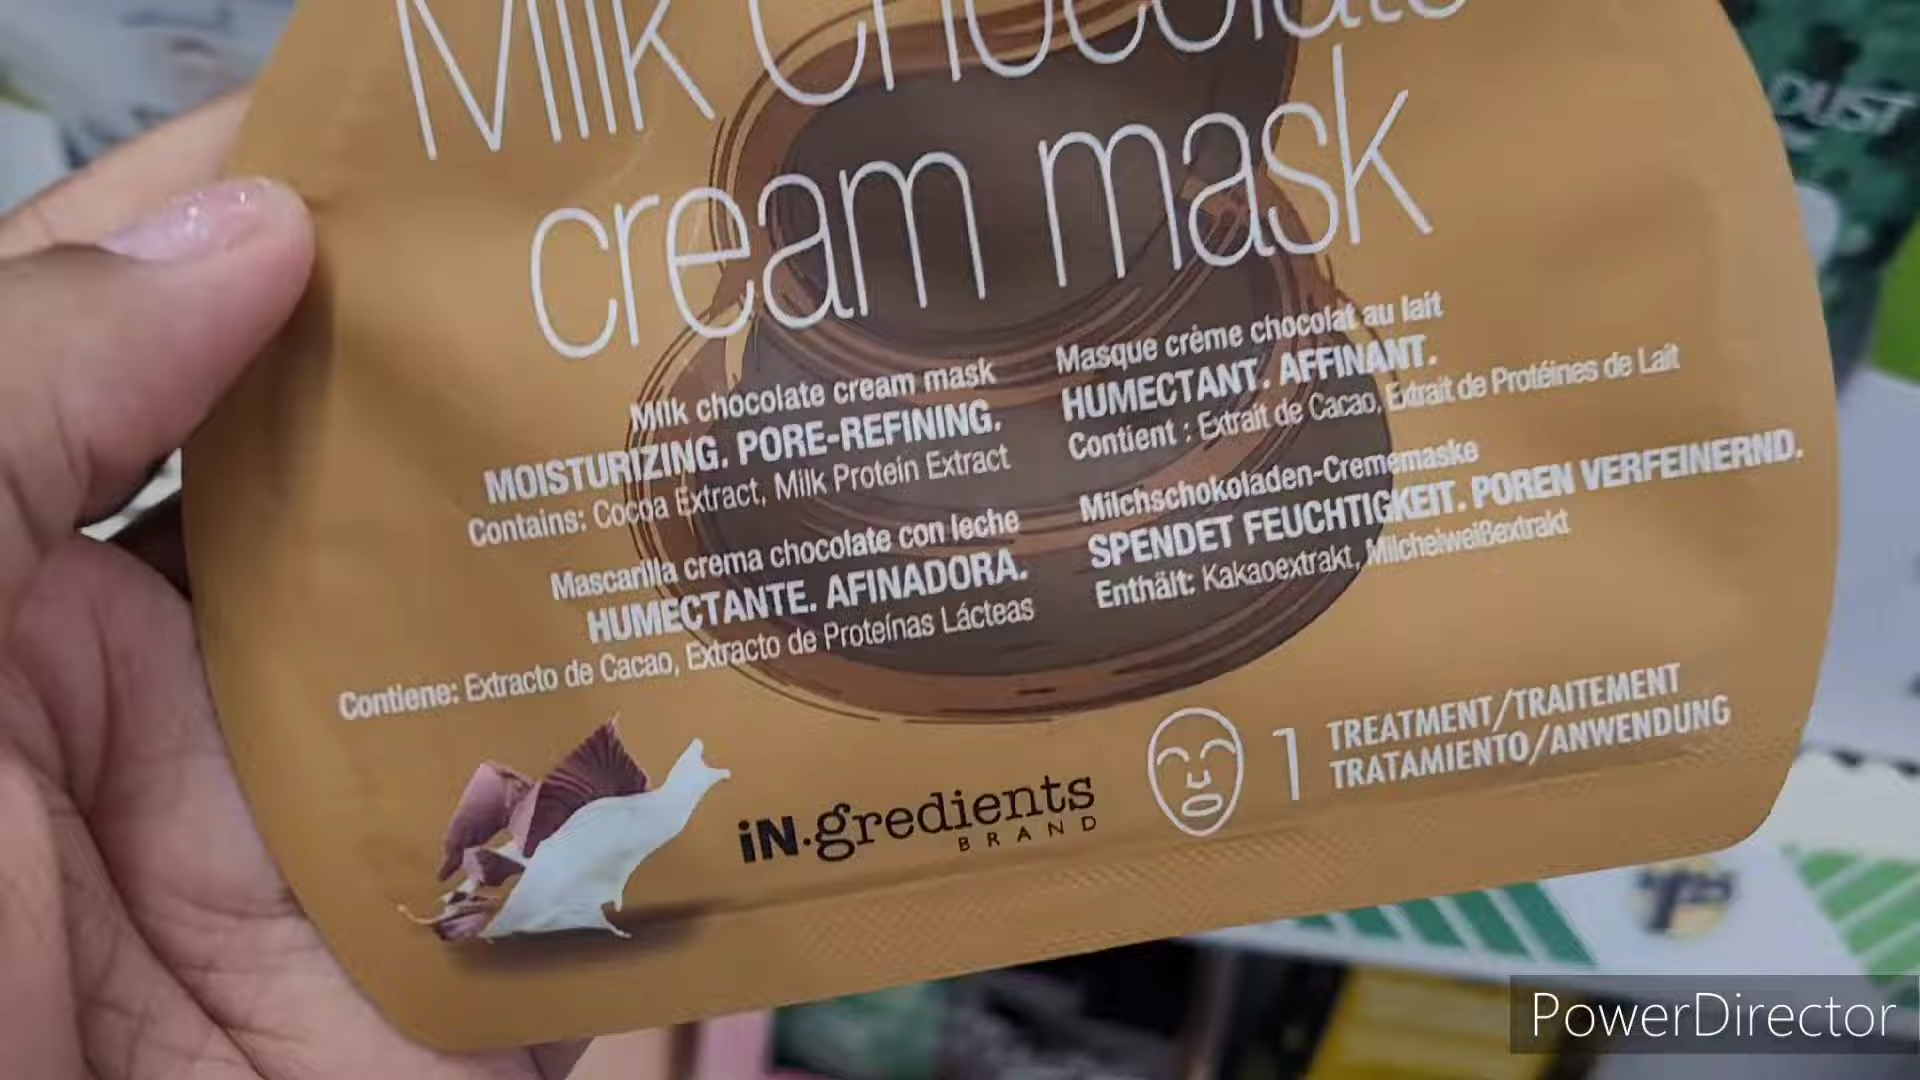 Milk Chocolate
cream mask
Milk chocolate cream mask
MOISTURIZING. PORE-REFINING.
Contains: Cocoa Extract, Milk Protein Extract
Mascarilla crema chocolate con leche
HUMECTANTE. AFINADORA.
Contiene: Extracto de Cacao, Extracto de Proteínas Lácteas
Masque crème chocolat au lait
HUMECTANT. AFFINANT.
Contient : Extrait de Cacao, Extrait de Protéines de Lait
Milchschokoladen-Crememaske
SPENDET FEUCHTIGKEIT. POREN VERFEINERND.
Enthält: Kakaoextrakt, Milcheiweißextrakt
iN.gredients
BRAND
1 TREATMENT/TRAITEMENT
TRATAMIENTO/ANWENDUNG
DUST
PowerDirector